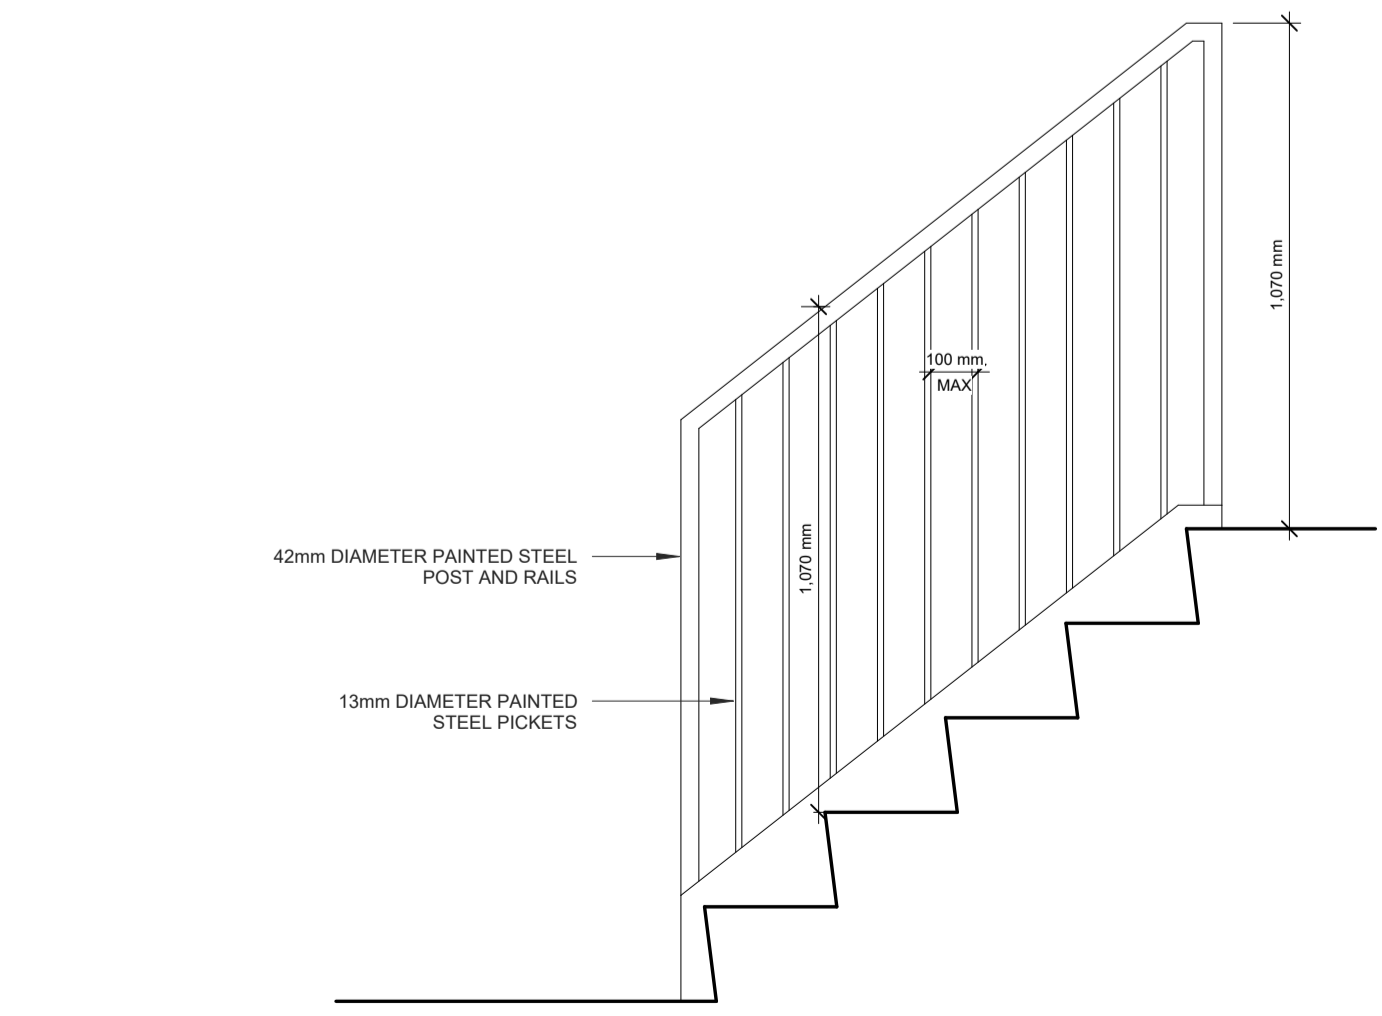 1,070 mm
100 mm.
MAX
1,070 mm
42mm DIAMETER PAINTED STEEL
POST AND RAILS
13mm DIAMETER PAINTED
STEEL PICKETS